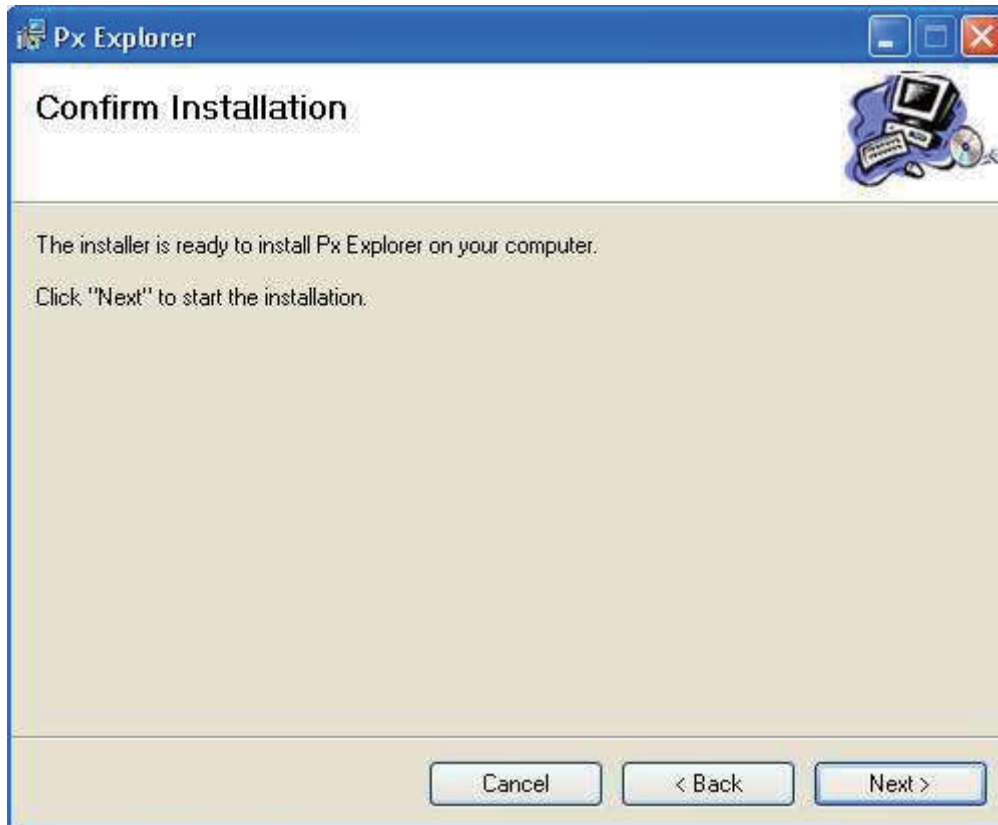 Px Explorer
Confirm Installation
The installer is ready to install Px Explorer on your computer.
Click "Next" to start the installation.
Cancel
< Back
Next >